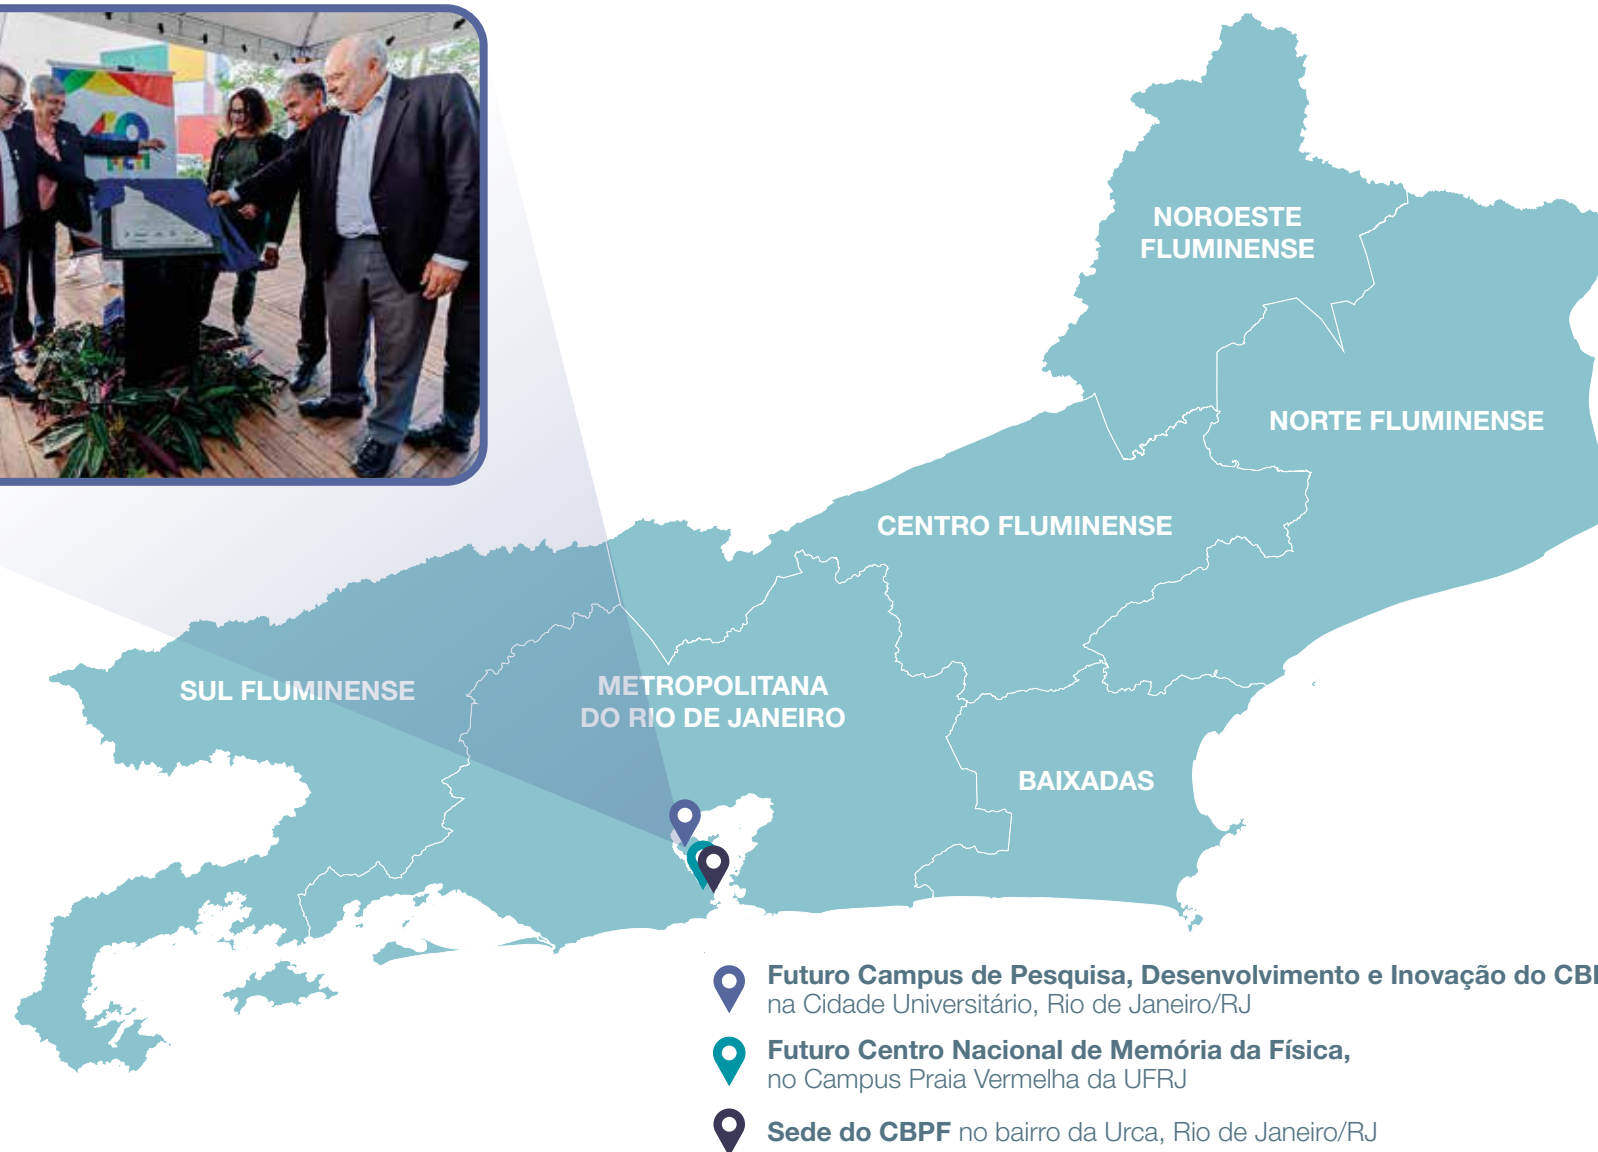 40
NOROESTE
FLUMINENSE
NORTE FLUMINENSE
CENTRO FLUMINENSE
SUL FLUMINENSE
METROPOLITANA
DO RIO DE JANEIRO
BAIXADAS
Futuro Campus de Pesquisa, Desenvolvimento e Inovação do CB
na Cidade Universitário, Rio de Janeiro/RJ
Futuro Centro Nacional de Memória da Física,
no Campus Praia Vermelha da UFRJ
Sede do CBPF no bairro da Urca, Rio de Janeiro/RJ